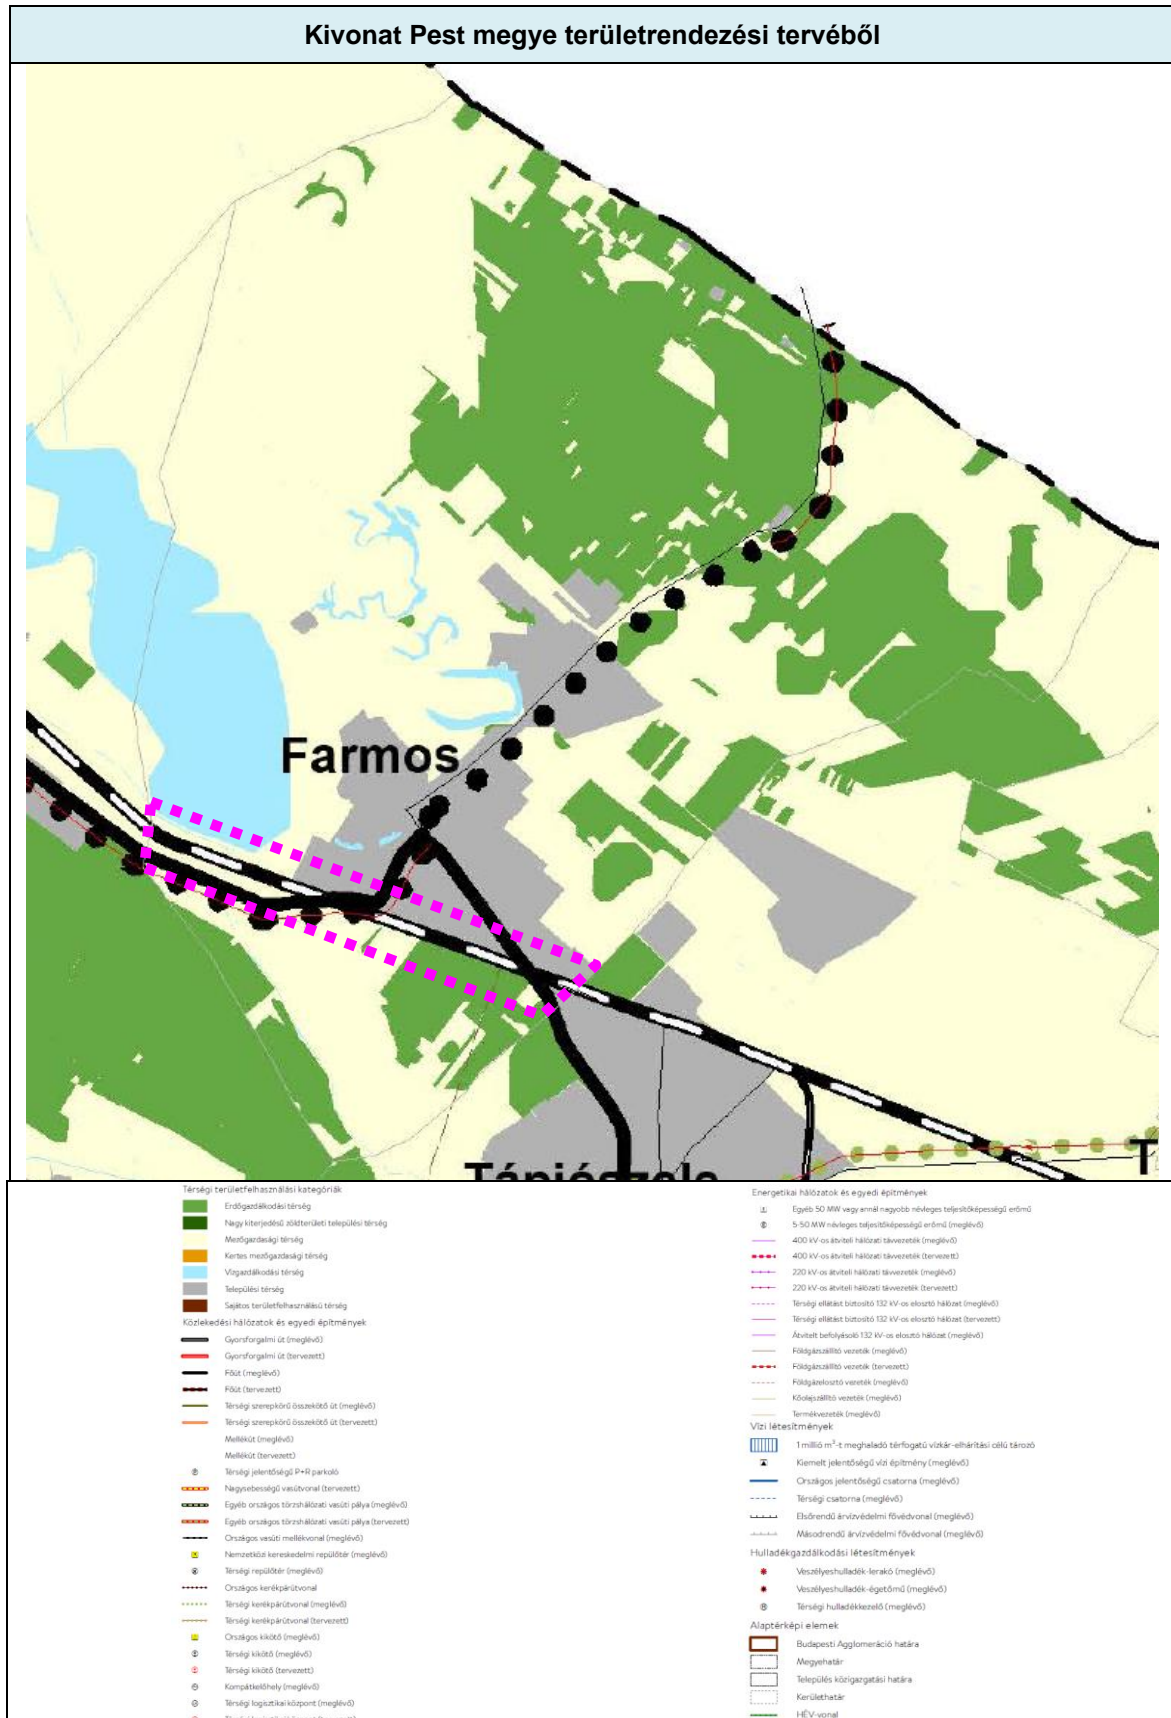 Kivonat Pest megye területrendezési tervéből
Farmos
Tápiószele
T
Térségi területfelhasználási kategóriák
Erdőgazdálkodási térség
Nagy kiterjedésű zöldterületi települési térség
Mezőgazdasági térség
Kertes mezőgazdasági térség
Vízgazdálkodási térség
Települési térség
Sajátos területfelhasználású térség
Közlekedési hálózatok és egyedi építmények
Gyorsforgalmi út (meglévő)
Gyorsforgalmi út (tervezett)
Főút (meglévő)
Főút (tervezett)
Térségi szerepkörű összekötő út (meglévő)
Térségi szerepkörű összekötő út (tervezett)
Mellékút (meglévő)
Mellékút (tervezett)
Térségi jelentőségű P+R parkoló
Nagysebességű vasútvonal (tervezett)
Egyéb országos törzshálózati vasúti pálya (meglévő)
Egyéb országos törzshálózati vasúti pálya (tervezett)
Országos vasúti mellékvonal (meglévő)
Nemzetközi kereskedelmi repülőtér (meglévő)
Térségi repülőtér (meglévő)
Országos kerékpárútvonal
Térségi kerékpárútvonal (meglévő)
Térségi kerékpárútvonal (tervezett)
Országos kikötő (meglévő)
Térségi kikötő (meglévő)
Térségi kikötő (tervezett)
Kompátkelőhely (meglévő)
Térségi logisztikai központ (meglévő)
Energetikai hálózatok és egyedi építmények
Egyéb 50 MW vagy annál nagyobb névleges teljesítőképességű erőmű
5-50 MW névleges teljesítőképességű erőmű (meglévő)
400 kV-os átviteli hálózati távvezeték (meglévő)
400 kV-os átviteli hálózati távvezeték (tervezett)
220 kV-os átviteli hálózati távvezeték (meglévő)
220 kV-os átviteli hálózati távvezeték (tervezett)
Térségi ellátást biztosító 132 kV-os elosztó hálózat (meglévő)
Térségi ellátást biztosító 132 kV-os elosztó hálózat (tervezett)
Átvitelt befolyásoló 132 kV-os elosztó hálózat (meglévő)
Földgázszállító vezeték (meglévő)
Földgázszállító vezeték (tervezett)
Földgázelosztó vezeték (meglévő)
Kőolajszállító vezeték (meglévő)
Termékvezeték (meglévő)
Vízi létesítmények
1 millió m³-t meghaladó térfogatú vízkár-elhárítási célú tározó
Kiemelt jelentőségű vízi építmény (meglévő)
Országos jelentőségű csatorna (meglévő)
Térségi csatorna (meglévő)
Elsőrendű árvízvédelmi fővédvonal (meglévő)
Másodrendű árvízvédelmi fővédvonal (meglévő)
Hulladékgazdálkodási létesítmények
Veszélyeshulladék-lerakó (meglévő)
Veszélyeshulladék-égetőmű (meglévő)
Térségi hulladékkezelő (meglévő)
Alaptérképi elemek
Budapesti Agglomeráció határa
Megyehatár
Település közigazgatási határa
Kerülethatár
HÉV-vonal